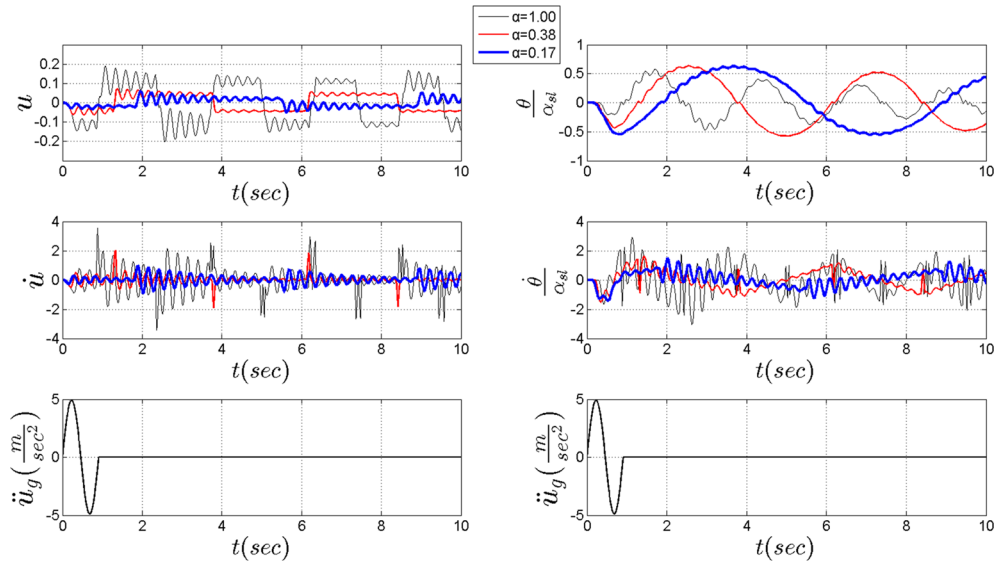 α=1.00
α=0.38
α=0.17
u
0.2
0.1
0
-0.1
-0.2
0 2 4 6 8 10
t(sec)
θ/α_sl
1
0.5
0
-0.5
-1
0 2 4 6 8 10
t(sec)
u̇
4
2
0
-2
-4
0 2 4 6 8 10
t(sec)
θ̇/α_sl
4
2
0
-2
-4
0 2 4 6 8 10
t(sec)
ü_g(m/sec²)
5
0
-5
0 2 4 6 8 10
t(sec)
ü_g(m/sec²)
5
0
-5
0 2 4 6 8 10
t(sec)